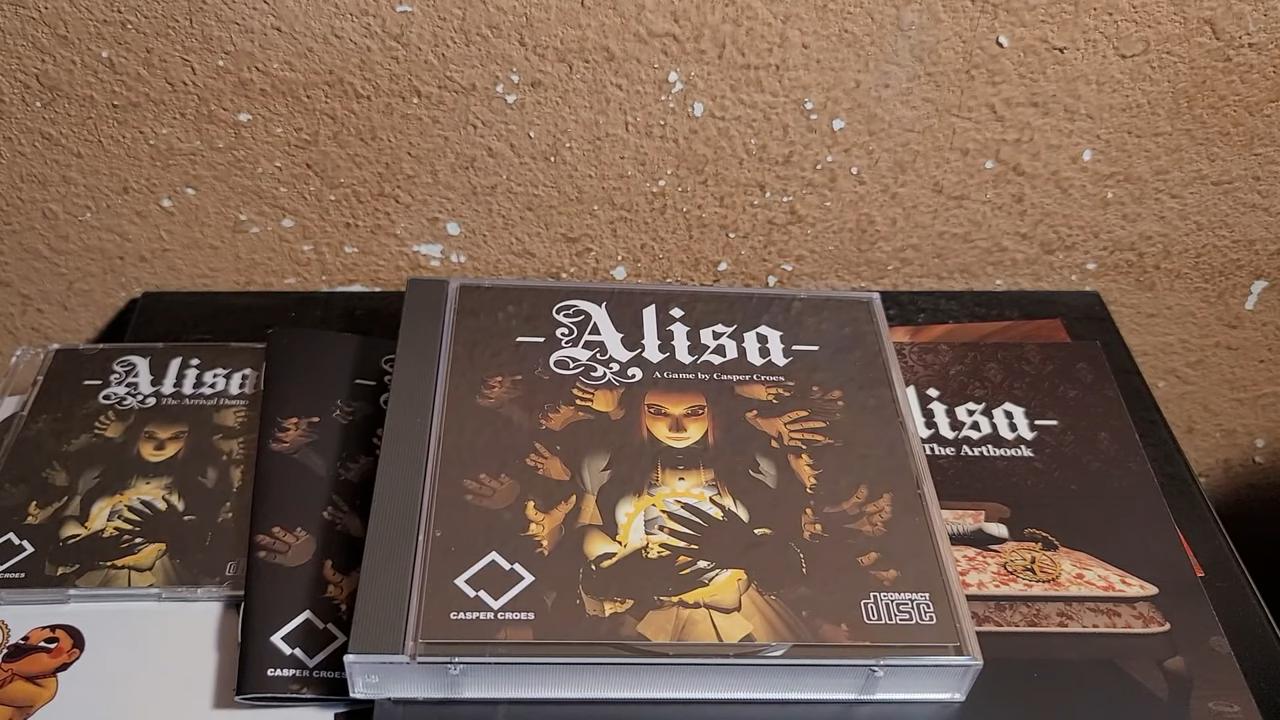 -Alisa
The Arrival Demo
CROES
CASPER CROES
-Alisa-
A Game by Casper Croes
CASPER CROES
COMPACT
disc
lisa-
The Artbook